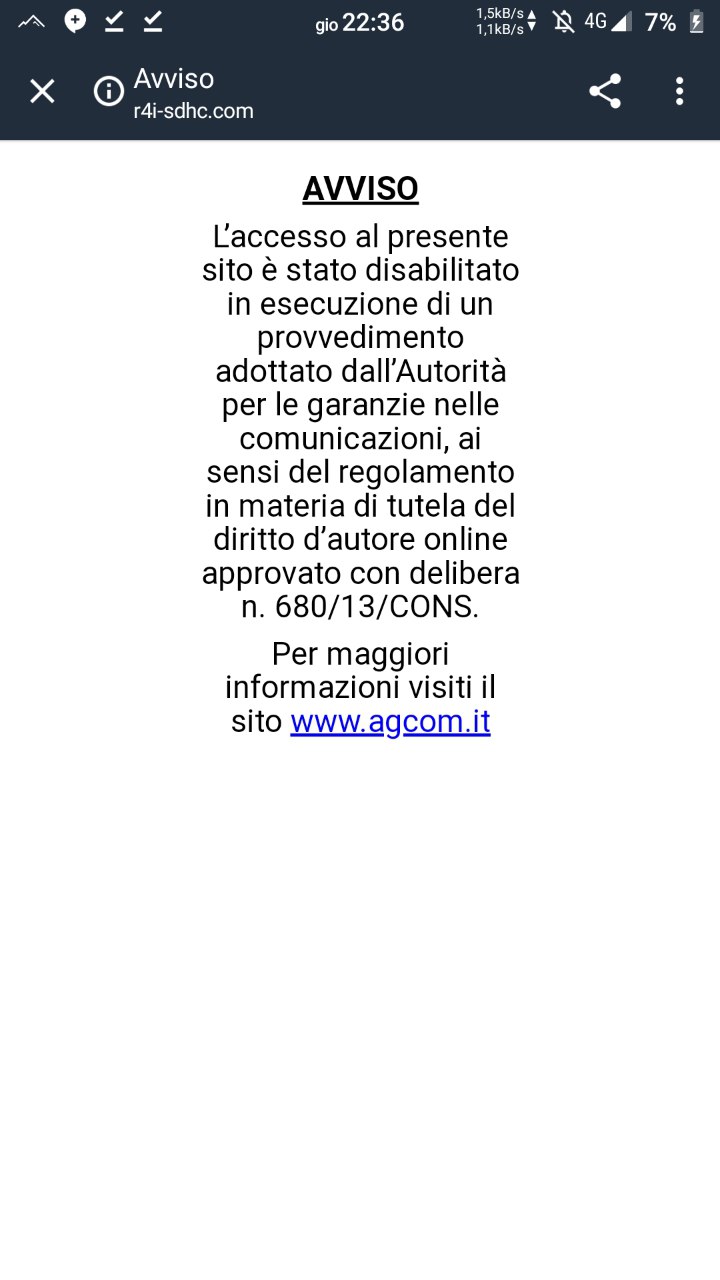 gio 22:36
1,5kB/s
1,1kB/s
4G
7%
Avviso
r4i-sdhc.com
AVVISO
L’accesso al presente
sito è stato disabilitato
in esecuzione di un
provvedimento
adottato dall’Autorità
per le garanzie nelle
comunicazioni, ai
sensi del regolamento
in materia di tutela del
diritto d’autore online
approvato con delibera
n. 680/13/CONS.
Per maggiori
informazioni visiti il
sito www.agcom.it